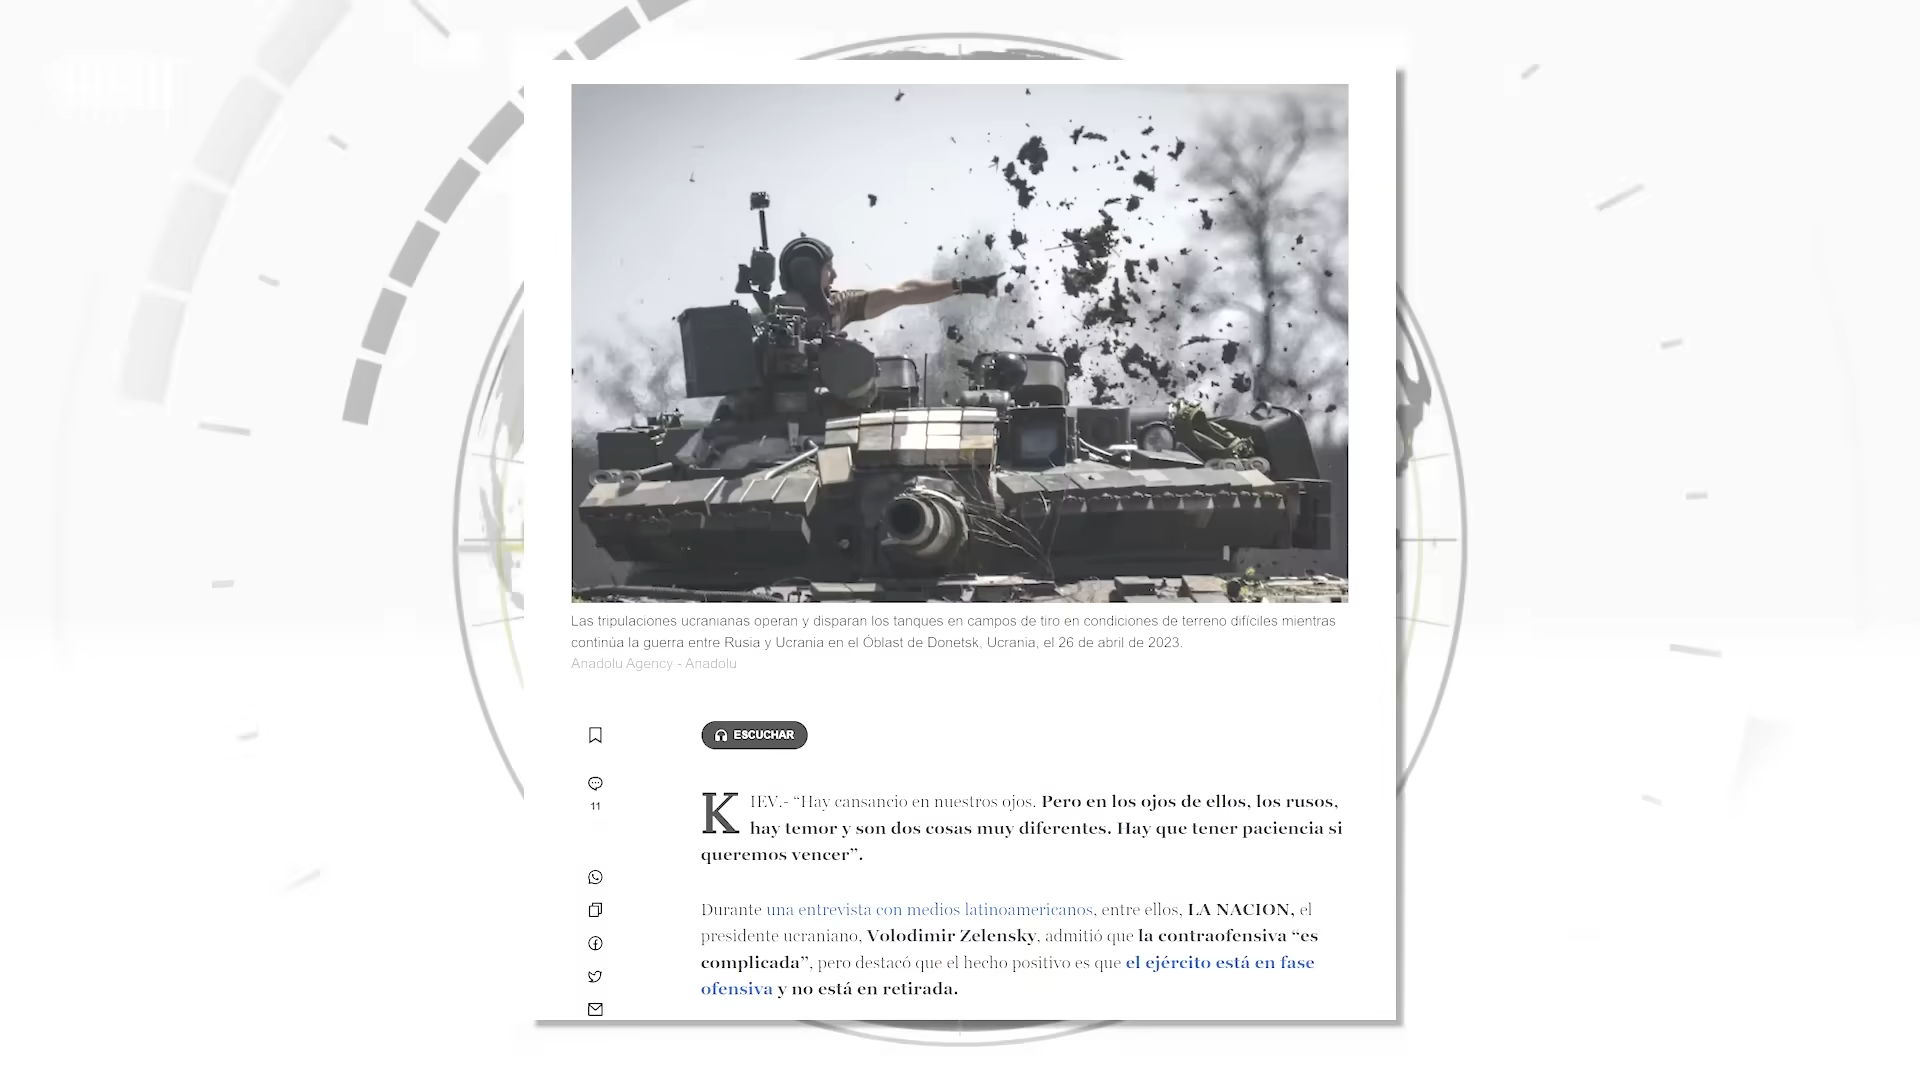 Las tripulaciones ucranianas operan y disparan los tanques en campos de tiro en condiciones de terreno difíciles mientras
continúa la guerra entre Rusia y Ucrania en el Óblast de Donetsk, Ucrania, el 26 de abril de 2023.
Anadolu Agency - Anadolu
ESCUCHAR
11
KIEV.- “Hay cansancio en nuestros ojos. Pero en los ojos de ellos, los rusos,
hay temor y son dos cosas muy diferentes. Hay que tener paciencia si
queremos vencer”.
Durante una entrevista con medios latinoamericanos, entre ellos, LA NACION, el
presidente ucraniano, Volodimir Zelensky, admitió que la contraofensiva “es
complicada”, pero destacó que el hecho positivo es que el ejército está en fase
ofensiva y no está en retirada.